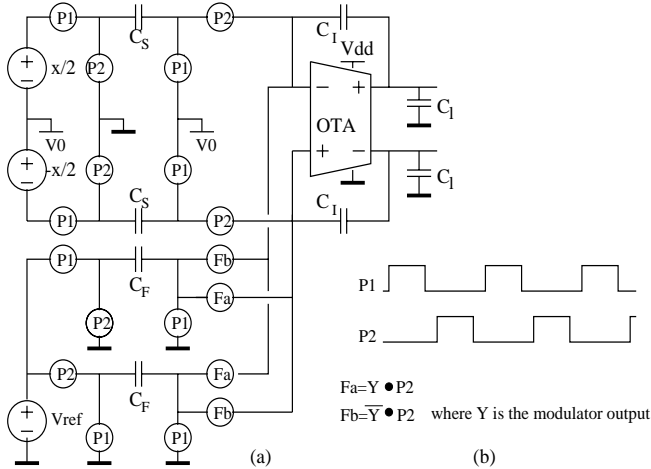 P1 C_S P2 C_I
Vdd
x/2 P2 P1
− +
OTA C_l
V0 V0
-x/2 P2 P1 + −
C_l
P1 C_S P2 C_I
P1 C_F Fb
Fa
P2 P1
P2 C_F Fa
Fb
Vref P1 P1
(a)
P1
P2
Fa=Y • P2
Fb=Y̅ • P2 where Y is the modulator output
(b)